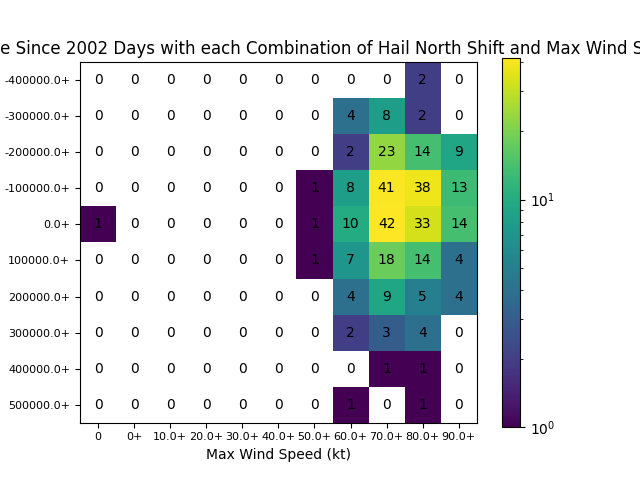 e Since 2002 Days with each Combination of Hail North Shift and Max Wind S
-400000.0+ 0 0 0 0 0 0 0 0 0 2 0
-300000.0+ 0 0 0 0 0 0 0 4 8 2 0
-200000.0+ 0 0 0 0 0 0 0 2 23 14 9
-100000.0+ 0 0 0 0 0 0 1 8 41 38 13
0.0+ 1 0 0 0 0 0 1 10 42 33 14
100000.0+ 0 0 0 0 0 0 1 7 18 14 4
200000.0+ 0 0 0 0 0 0 0 4 9 5 4
300000.0+ 0 0 0 0 0 0 0 2 3 4 0
400000.0+ 0 0 0 0 0 0 0 0 1 1 0
500000.0+ 0 0 0 0 0 0 0 1 0 1 0
0 0+ 10.0+ 20.0+ 30.0+ 40.0+ 50.0+ 60.0+ 70.0+ 80.0+ 90.0+
Max Wind Speed (kt)
10¹
10⁰